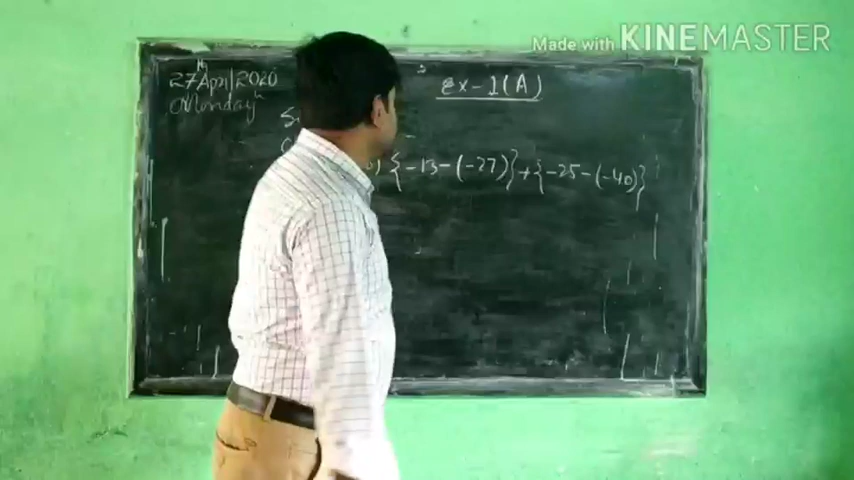 Made with KINEMASTER
27 April 2020
Monday
Ex-1(A)
{-13-(-27)}+{-25-(-40)}